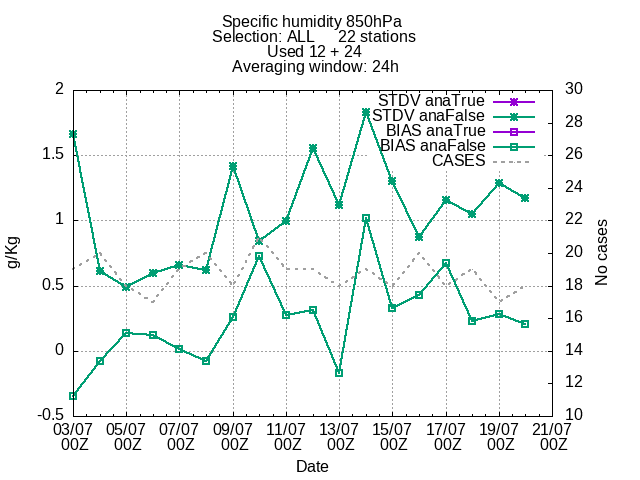 Specific humidity 850hPa
Selection: ALL 22 stations
Used 12 + 24
Averaging window: 24h
STDV anaTrue
STDV anaFalse
BIAS anaTrue
BIAS anaFalse
CASES
2
1.5
1
0.5
0
-0.5
g/Kg
30
28
26
24
22
20
18
16
14
12
10
No cases
03/07 05/07 07/07 09/07 11/07 13/07 15/07 17/07 19/07 21/07
00Z 00Z 00Z 00Z 00Z 00Z 00Z 00Z 00Z 00Z
Date